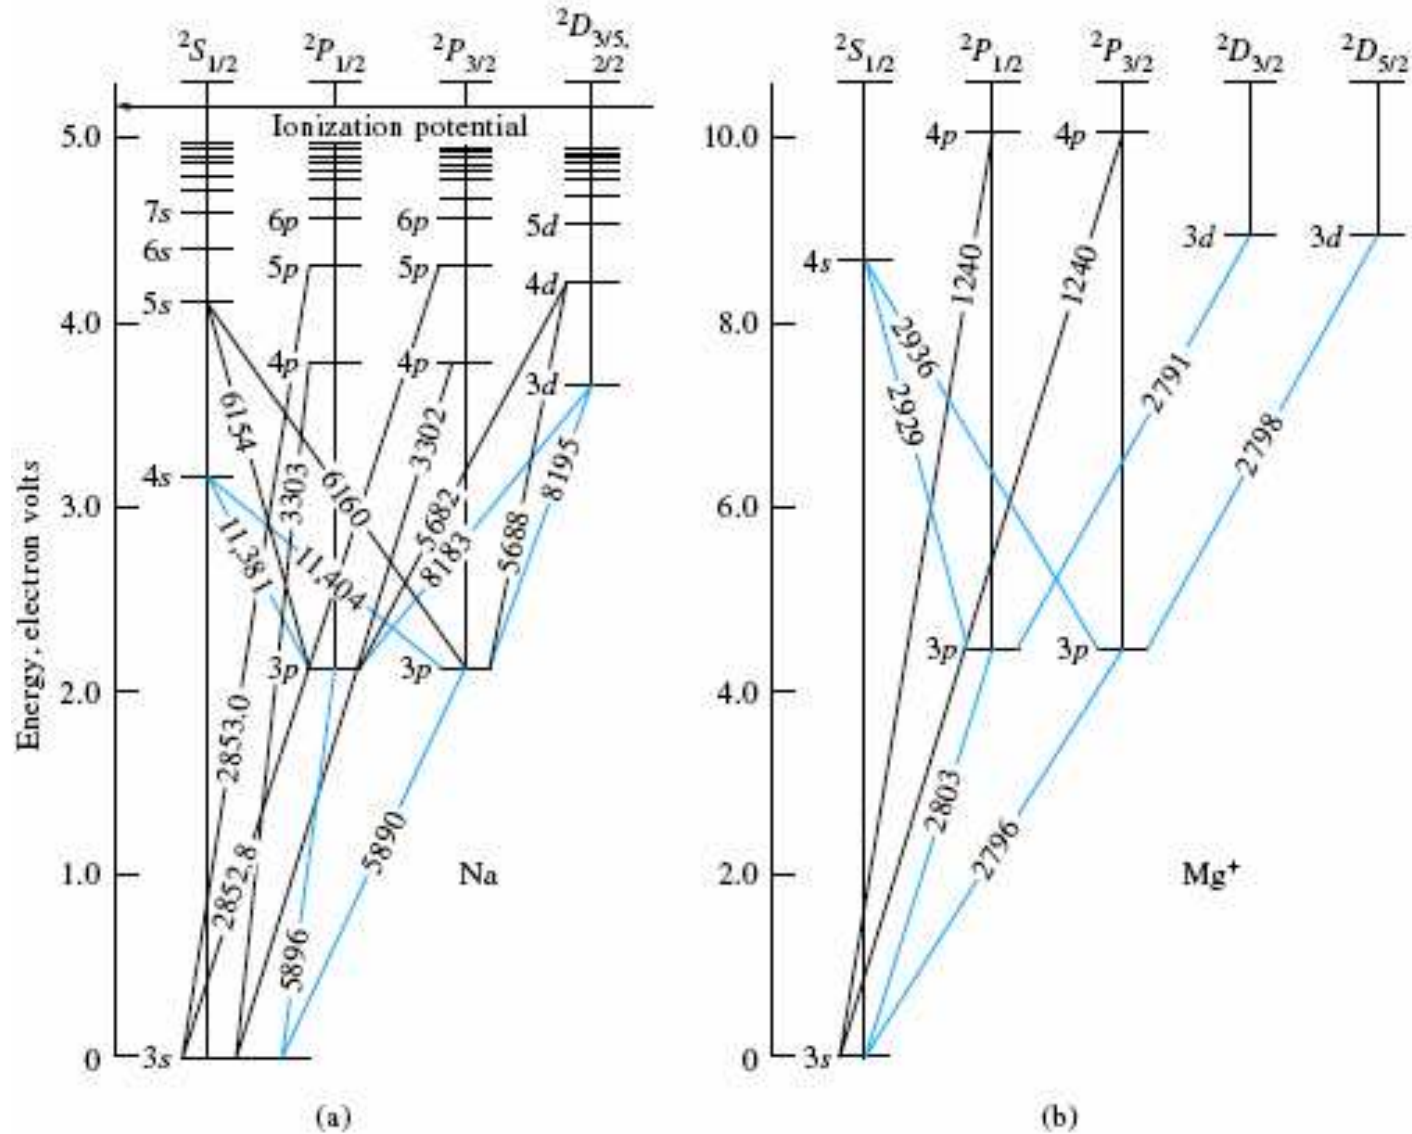 ²S₁/₂ ²P₁/₂ ²P₃/₂ ²D₃/₅,
₂/₂
Ionization potential
Energy, electron volts
5.0
4.0
3.0
2.0
1.0
0
7s
6s
5s
4s
3s
6p
5p
4p
3p
6p
5p
4p
3p
5d
4d
3d
6154
6160
3303
3302
11,381
11,404
5682
8183
5688
8195
2853.0
2852.8
5896
5890
Na
(a)
²S₁/₂ ²P₁/₂ ²P₃/₂ ²D₃/₂ ²D₅/₂
10.0
8.0
6.0
4.0
2.0
0
4s
3s
4p
3p
4p
3p
3d
3d
1240
1240
2936
2929
2791
2798
2803
2796
Mg⁺
(b)